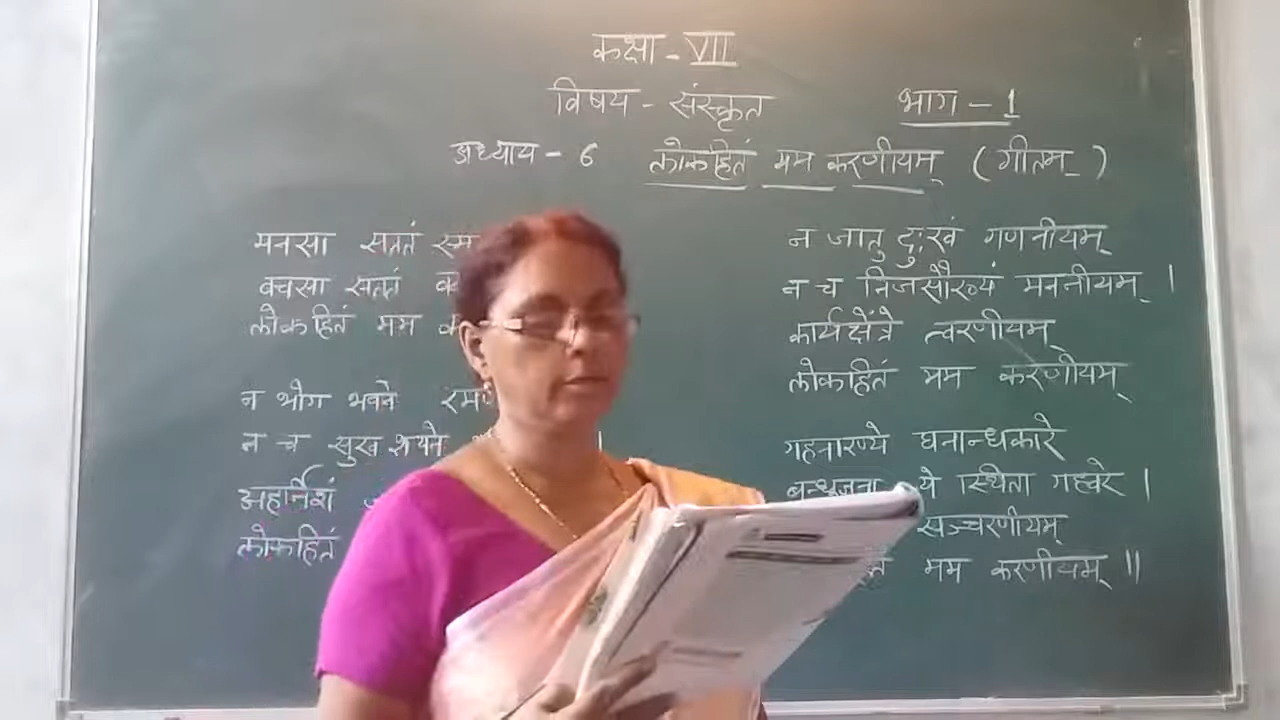 कक्षा - VII
विषय - संस्कृत
भाग - 1
अध्याय - 6 लोकहितं मम करणीयम् (गीतम्)
मनसा सततं
वचसा सततं
लोकहितं मम
न भोग भवने
न च सुख शयने
अहर्निशं
लोकहितं
न जातु दुःखं गणनीयम्
न च निजसौख्यं मननीयम् ।
कार्यक्षेत्रे त्वरणीयम्
लोकहितं मम करणीयम्
गहनारण्ये घनान्धकारे
बन्धुजना ये स्थिता गह्वरे ।
सञ्चरणीयम्
मम करणीयम् ॥